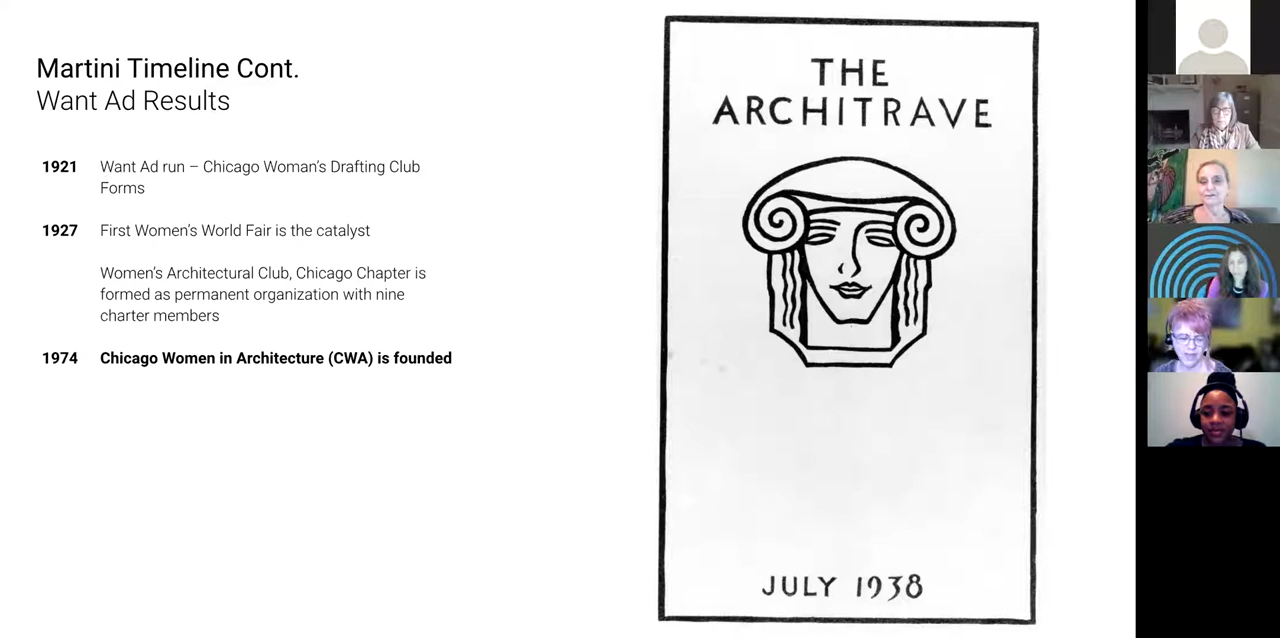 Martini Timeline Cont.
Want Ad Results
1921 Want Ad run – Chicago Woman's Drafting Club
Forms
1927 First Women's World Fair is the catalyst
Women's Architectural Club, Chicago Chapter is
formed as permanent organization with nine
charter members
1974 Chicago Women in Architecture (CWA) is founded
THE
ARCHITRAVE
JULY 1938